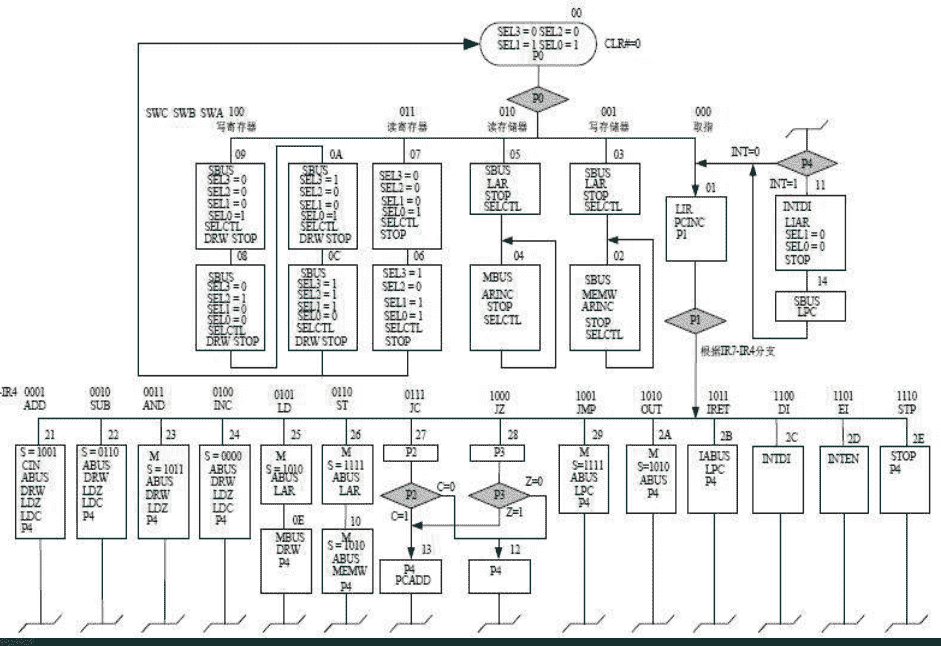 00
SEL3 = 0 SEL2 = 0
SEL1 = 1 SEL0 = 1
P0
CLR#=0
P0
SWC SWB SWA 100
写寄存器
011
读寄存器
010
读存储器
001
写存储器
000
取指
09
SBUS
SEL3 = 0
SEL2 = 0
SEL1 = 0
SEL0 =1
SELCTL
DRW STOP
0A
SBUS
SEL3 = 1
SEL2 = 0
SEL1 = 0
SEL0 =1
SELCTL
DRW STOP
07
SEL3 = 0
SEL2 = 0
SEL1 = 0
SEL0 = 1
SELCTL
STOP
05
SBUS
LAR
STOP
SELCTL
03
SBUS
LAR
STOP
SELCTL
01
LIR
PCINC
P1
INT=0
P4
INT=1
11
INTDI
LIAR
SEL1 = 0
SEL0 = 0
STOP
14
SBUS
LPC
08
SBUS
SEL3 = 0
SEL2 = 1
SEL1 = 0
SEL0 = 0
SELCTL
DRW STOP
0C
SBUS
SEL3 = 1
SEL2 = 1
SEL1 = 1
SEL0 = 0
SELCTL
DRW STOP
06
SEL3 = 1
SEL2 = 0
SEL1 = 1
SEL0 = 1
SELCTL
STOP
04
MBUS
ARINC
STOP
SELCTL
02
SBUS
MEMW
ARINC
STOP
SELCTL
P1
根据IR7-IR4分支
-IR4 0001
ADD
0010
SUB
0011
AND
0100
INC
0101
LD
0110
ST
0111
JC
1000
JZ
1001
JMP
1010
OUT
1011
IRET
1100
DI
1101
EI
1110
STP
21
S = 1001
CIN
ABUS
DRW
LDZ
LDC
P4
22
S = 0110
ABUS
DRW
LDZ
LDC
P4
23
M
S = 1011
ABUS
DRW
LDZ
P4
24
S = 0000
ABUS
DRW
LDZ
LDC
P4
25
M
S = 1010
ABUS
LAR
26
M
S = 1111
ABUS
LAR
27
P2
28
P3
29
M
S=1111
ABUS
LPC
P4
2A
M
S=1010
ABUS
P4
2B
IABUS
LPC
P4
2C
INTDI
2D
INTEN
2E
STOP
P4
P2
C=0
C=1
P3
Z=0
Z=1
0E
MBUS
DRW
P4
10
M
S = 1010
ABUS
MEMW
P4
13
P4
PCADD
12
P4